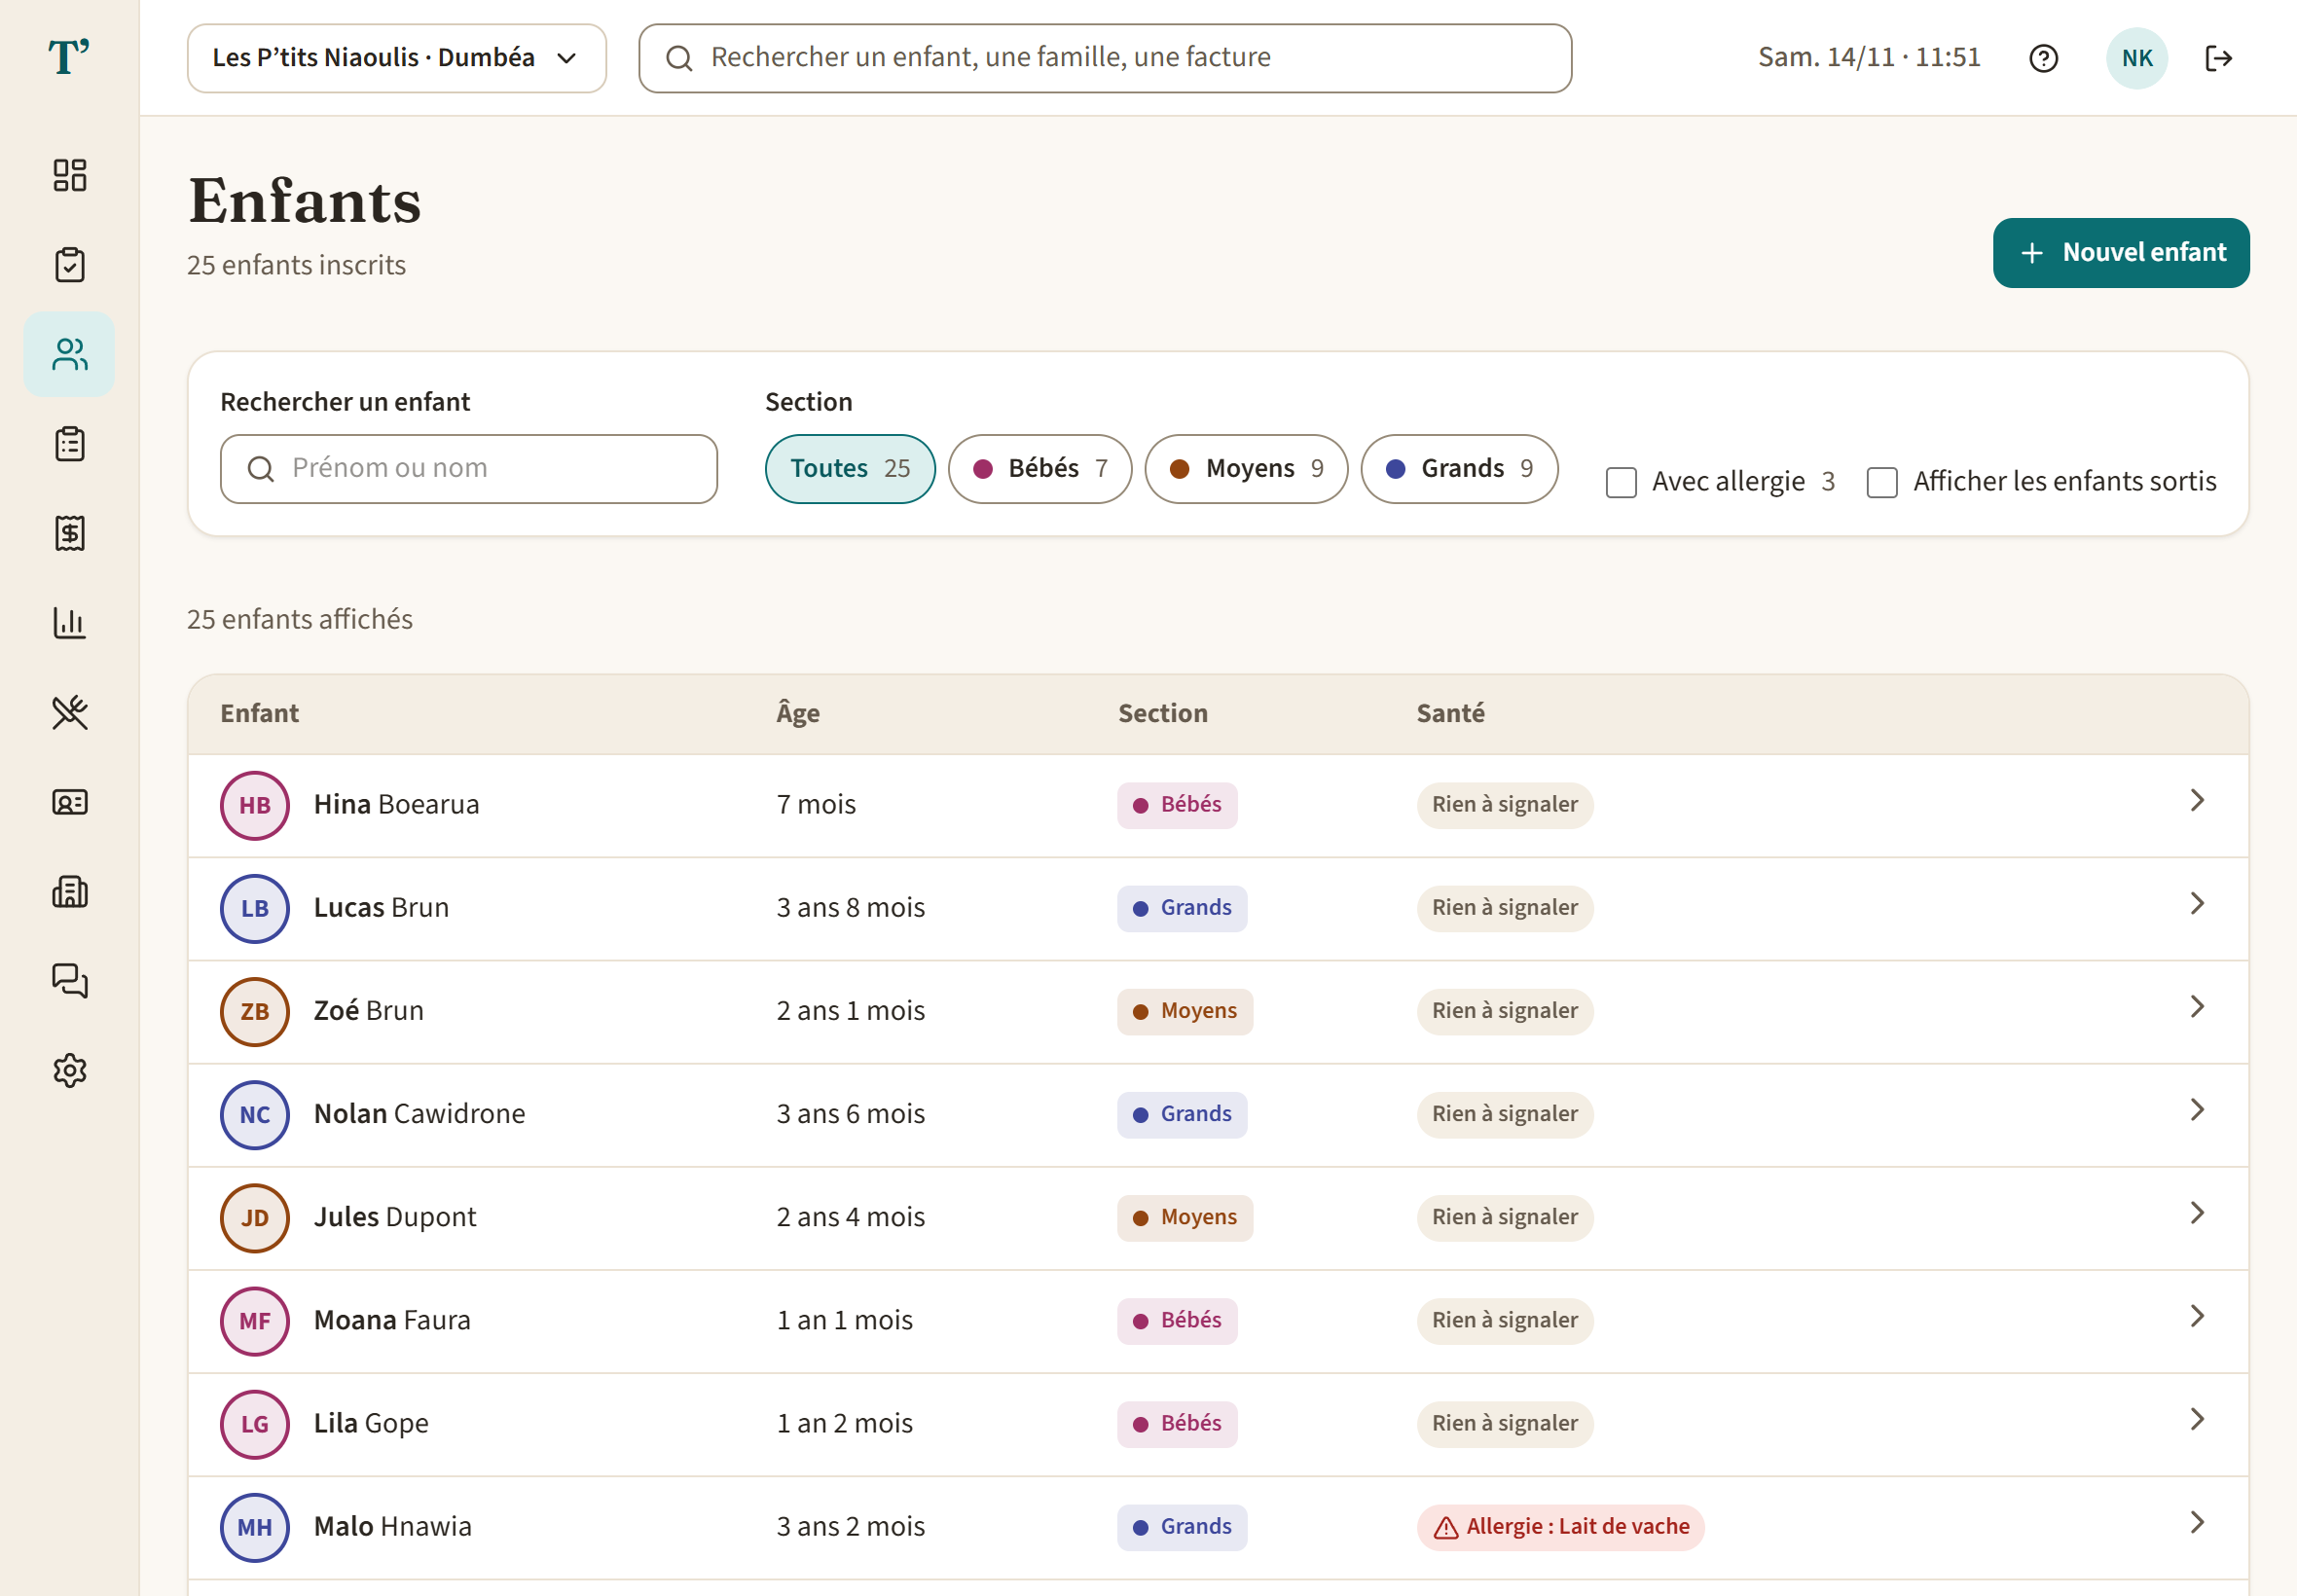 T’
Les P’tits Niaoulis · Dumbéa
Rechercher un enfant, une famille, une facture
Sam. 14/11 · 11:51
NK
Enfants
25 enfants inscrits
Nouvel enfant
Rechercher un enfant
Section
Prénom ou nom
Toutes 25
Bébés 7
Moyens 9
Grands 9
Avec allergie 3
Afficher les enfants sortis
25 enfants affichés
Enfant Âge Section Santé
HB Hina Boearua 7 mois Bébés Rien à signaler
LB Lucas Brun 3 ans 8 mois Grands Rien à signaler
ZB Zoé Brun 2 ans 1 mois Moyens Rien à signaler
NC Nolan Cawidrone 3 ans 6 mois Grands Rien à signaler
JD Jules Dupont 2 ans 4 mois Moyens Rien à signaler
MF Moana Faura 1 an 1 mois Bébés Rien à signaler
LG Lila Gope 1 an 2 mois Bébés Rien à signaler
MH Malo Hnawia 3 ans 2 mois Grands Allergie : Lait de vache